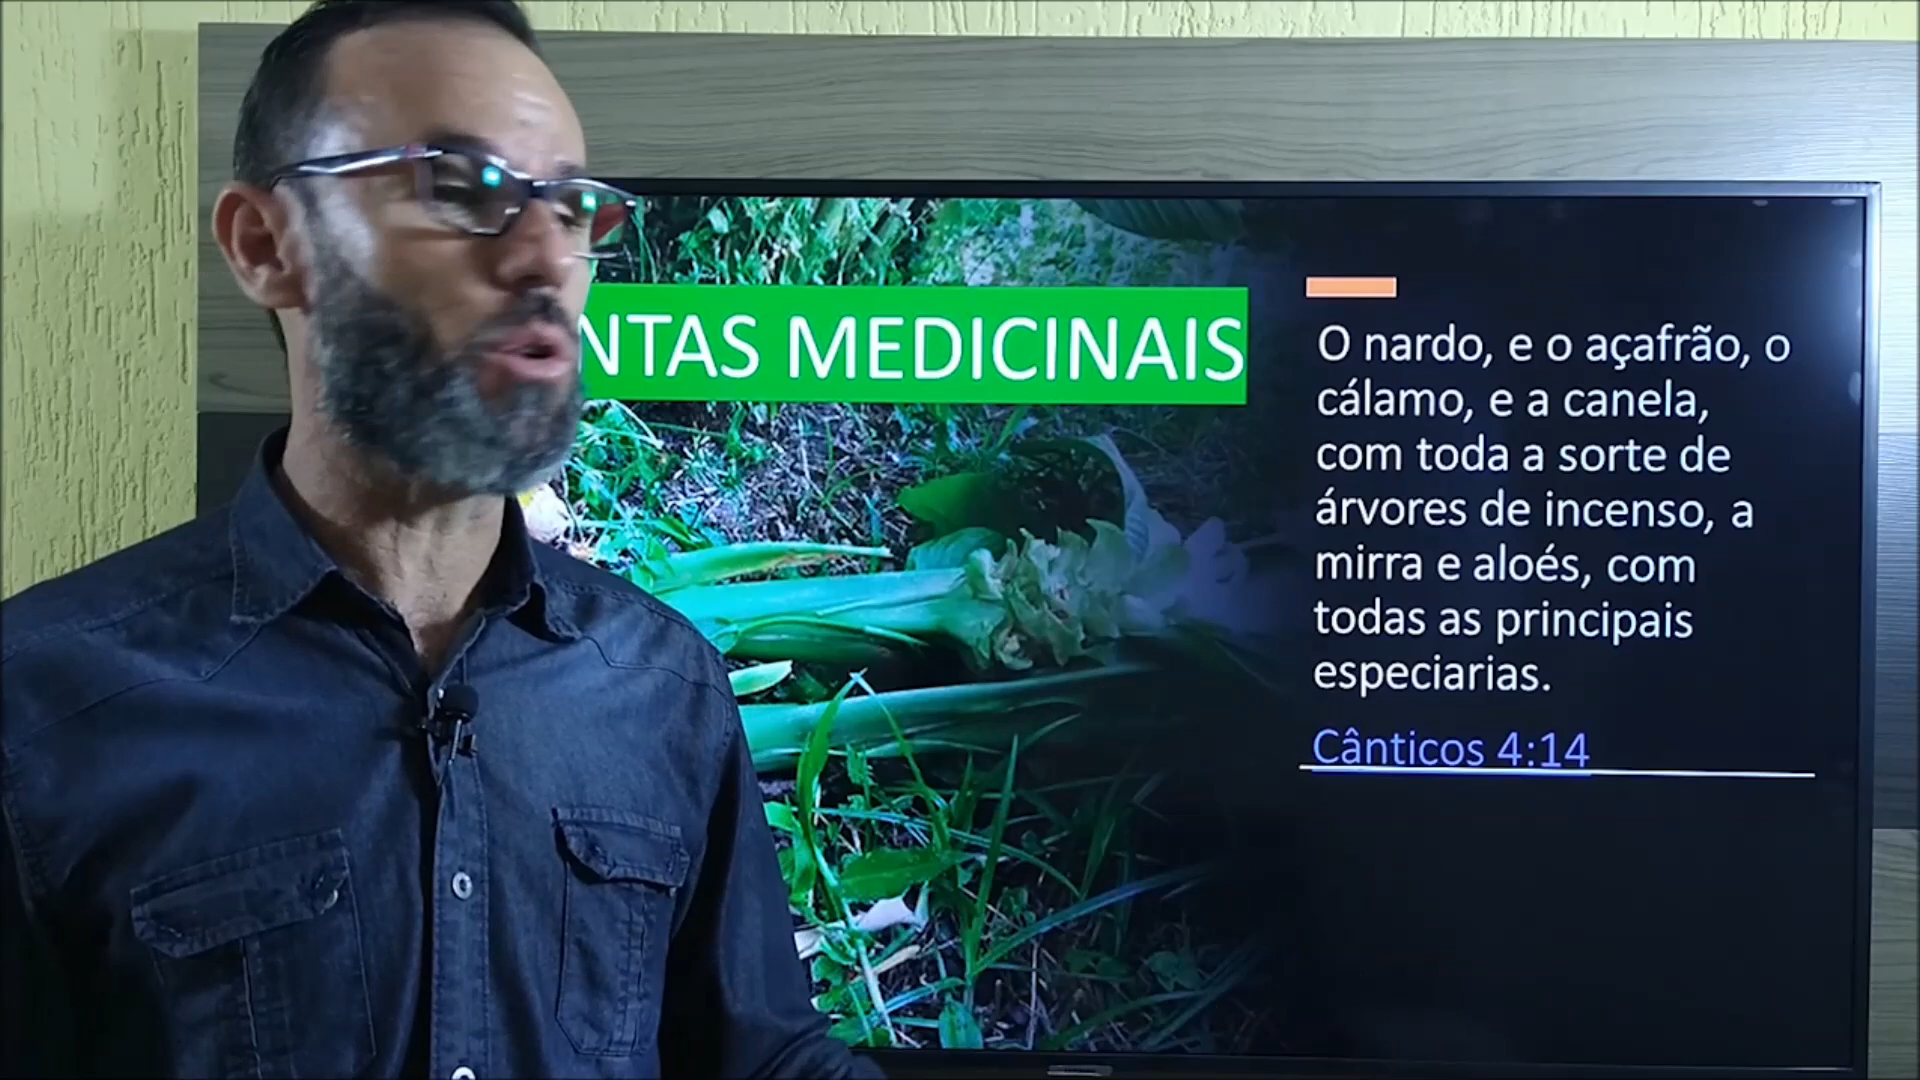 NTAS MEDICINAIS
O nardo, e o açafrão, o
cálamo, e a canela,
com toda a sorte de
árvores de incenso, a
mirra e aloés, com
todas as principais
especiarias.
Cânticos 4:14